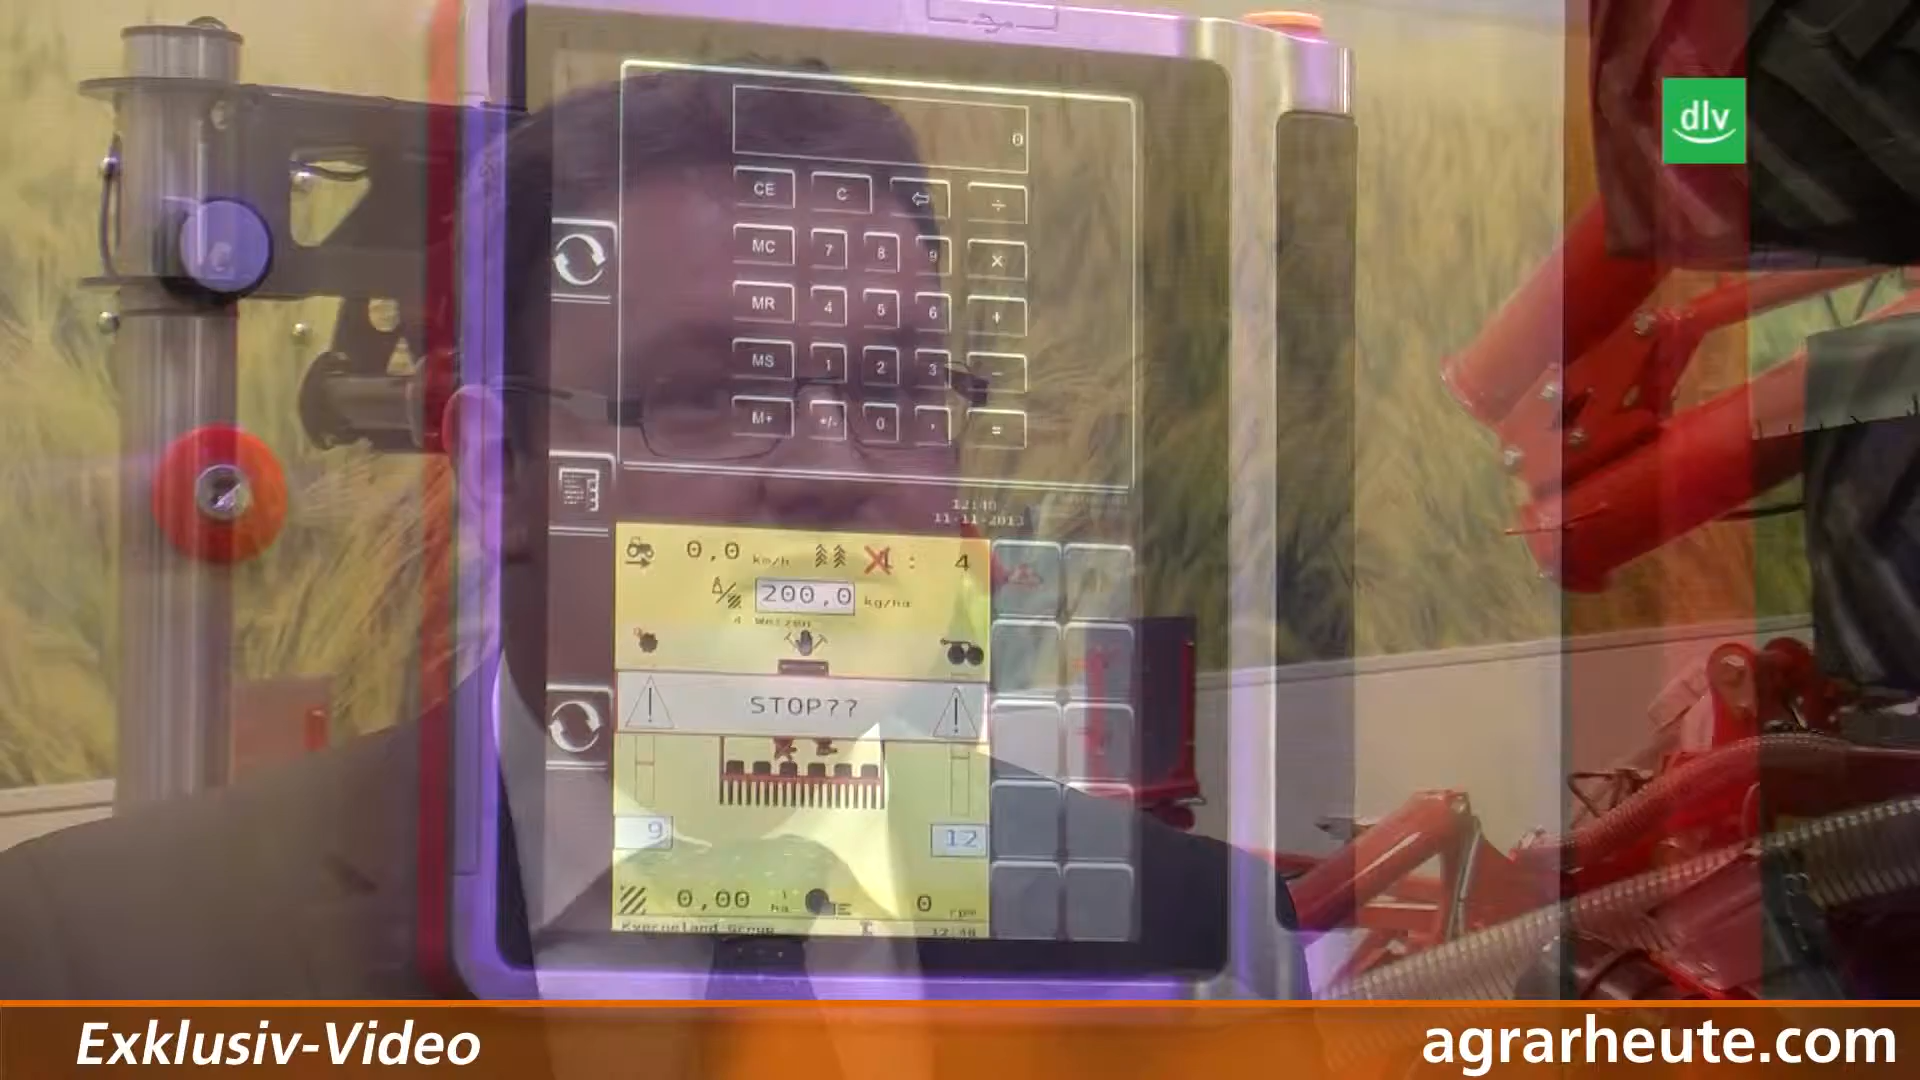 dlv
0
CE C ÷
MC 7 8 9 ×
MR 4 5 6 +
MS 1 2 3 -
M+ +/- 0 , =
12:40
11-11-2013
0,0 km/h : 4
200,0 kg/ha
4 Weizen
STOP??
9 12
0,00 ha 0 rpm
Kverneland Group 12:40
Exklusiv-Video
agrarheute.com